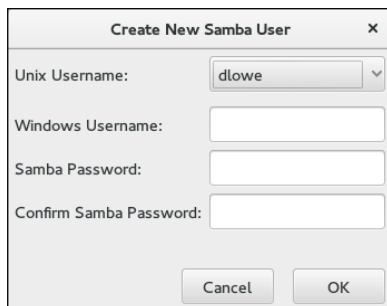 Create New Samba User ×
Unix Username: dlowe
Windows Username:
Samba Password:
Confirm Samba Password:
Cancel OK